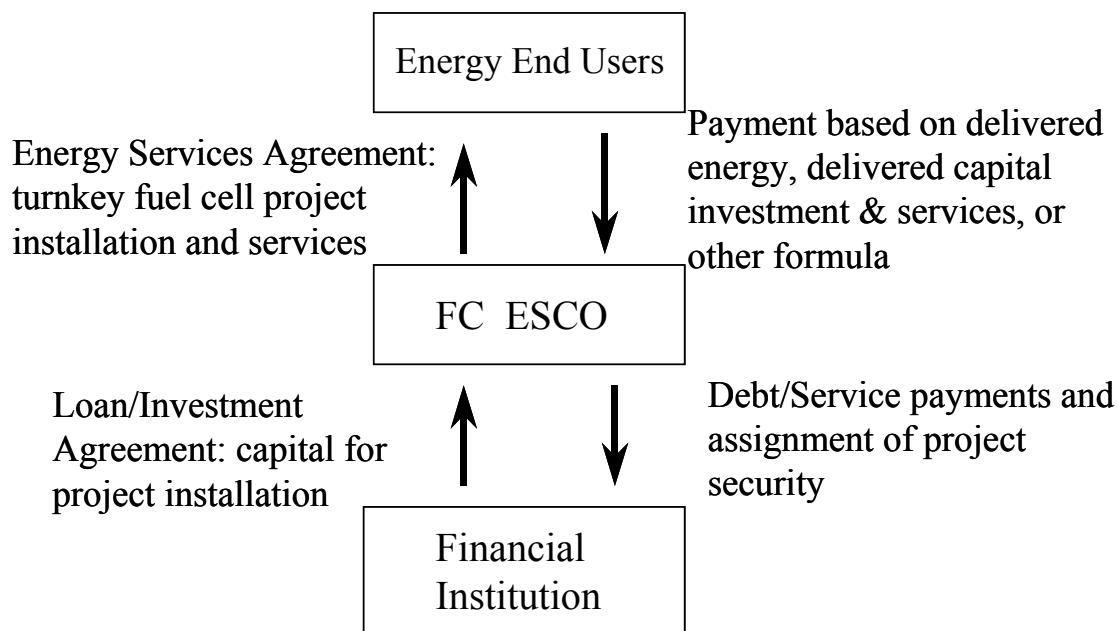 Energy End Users
Energy Services Agreement:
turnkey fuel cell project
installation and services
Payment based on delivered
energy, delivered capital
investment & services, or
other formula
FC ESCO
Loan/Investment
Agreement: capital for
project installation
Debt/Service payments and
assignment of project
security
Financial
Institution